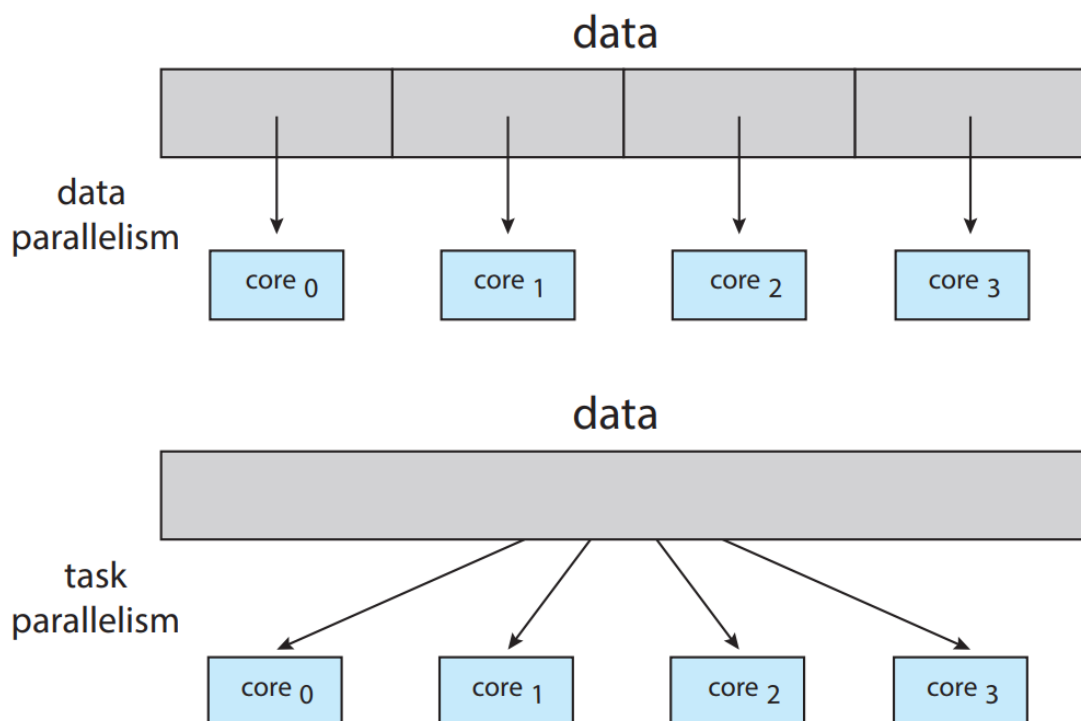 data
data
parallelism
core 0
core 1
core 2
core 3
data
task
parallelism
core 0
core 1
core 2
core 3